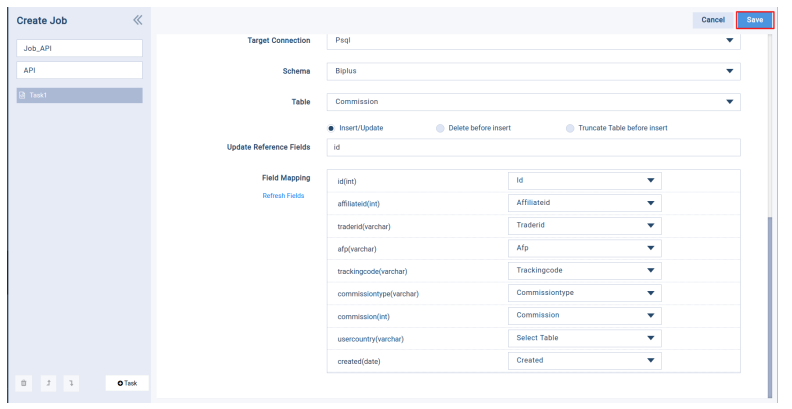 Create Job
Cancel Save
Job_API
API
Task1
Target Connection Psql
Schema Biplus
Table Commission
Insert/Update Delete before insert Truncate Table before insert
Update Reference Fields id
Field Mapping
Refresh Fields
id(int) Id
affiliateid(int) Affiliateid
traderid(varchar) Traderid
afp(varchar) Afp
trackingcode(varchar) Trackingcode
commissiontype(varchar) Commissiontype
commission(int) Commission
usercountry(varchar) Select Table
created(date) Created
Task